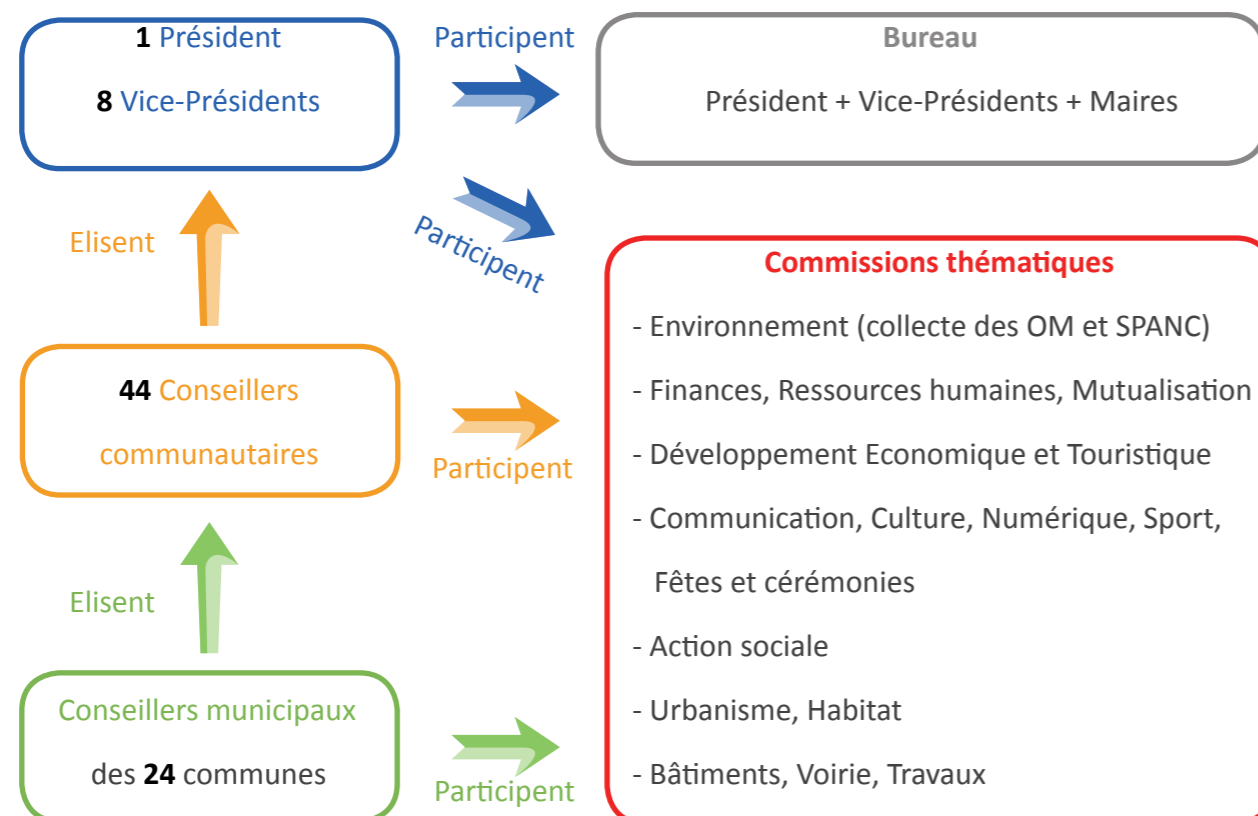 1 Président
8 Vice-Présidents
Participent
Bureau
Président + Vice-Présidents + Maires
Participent
Elisent
44 Conseillers
communautaires
Participent
Commissions thématiques
- Environnement (collecte des OM et SPANC)
- Finances, Ressources humaines, Mutualisation
- Développement Economique et Touristique
- Communication, Culture, Numérique, Sport,
Fêtes et cérémonies
- Action sociale
- Urbanisme, Habitat
- Bâtiments, Voirie, Travaux
Elisent
Conseillers municipaux
des 24 communes
Participent